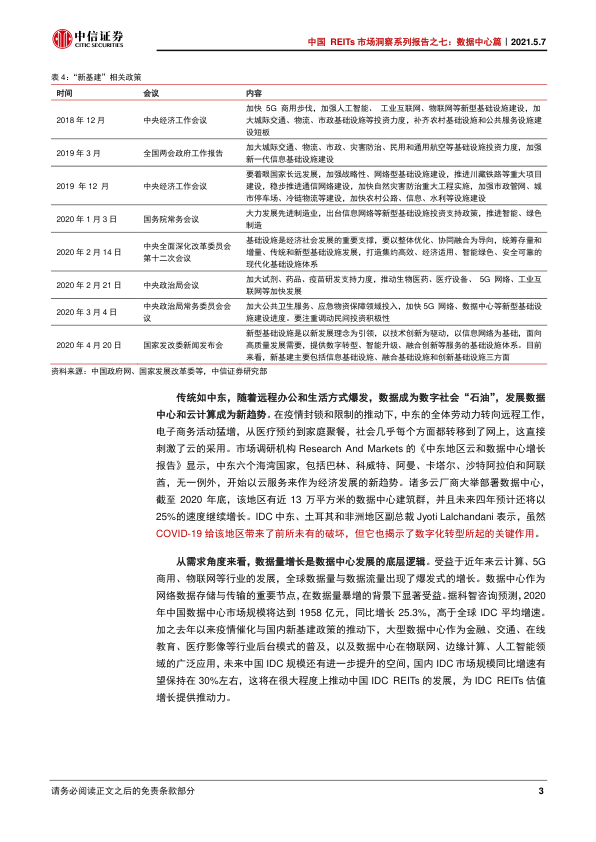 中信证券
CITIC SECURITIES
中国 REITs 市场洞察系列报告之七：数据中心篇｜2021.5.7
表 4：“新基建”相关政策
时间 会议 内容
2018 年 12 月 中央经济工作会议 加快 5G 商用步伐，加强人工智能、 工业互联网、物联网等新型基础设施建设，加
大城际交通、物流、市政基础设施等投资力度，补齐农村基础设施和公共服务设施建
设短板
2019 年 3 月 全国两会政府工作报告 加大城际交通、物流、市政、灾害防治、民用和通用航空等基础设施投资力度，加强
新一代信息基础设施建设
2019 年 12 月 中央经济工作会议 要着眼国家长远发展，加强战略性、网络型基础设施建设，推进川藏铁路等重大项目
建设，稳步推进通信网络建设，加快自然灾害防治重大工程实施，加强市政管网、城
市停车场、冷链物流等建设，加快农村公路、信息、水利等设施建设
2020 年 1 月 3 日 国务院常务会议 大力发展先进制造业，出台信息网络等新型基础设施投资支持政策，推进智能、绿色
制造
2020 年 2 月 14 日 中央全面深化改革委员会
第十二次会议 基础设施是经济社会发展的重要支撑，要以整体优化、协同融合为导向，统筹存量和
增量、传统和新型基础设施发展，打造集约高效、经济适用、智能绿色、安全可靠的
现代化基础设施体系
2020 年 2 月 21 日 中央政治局会议 加大试剂、药品、疫苗研发支持力度，推动生物医药、医疗设备、 5G 网络、工业互
联网等加快发展
2020 年 3 月 4 日 中央政治局常务委员会会
议 加大公共卫生服务、应急物资保障领域投入，加快 5G 网络、数据中心等新型基础设
施建设进度。要注重调动民间投资积极性
2020 年 4 月 20 日 国家发改委新闻发布会 新型基础设施是以新发展理念为引领，以技术创新为驱动，以信息网络为基础，面向
高质量发展需要，提供数字转型、智能升级、融合创新等服务的基础设施体系。目前
来看，新基建主要包括信息基础设施、融合基础设施和创新基础设施三方面
资料来源：中国政府网、国家发展改革委等，中信证券研究部
传统如中东，随着远程办公和生活方式爆发，数据成为数字社会“石油”，发展数据
中心和云计算成为新趋势。在疫情封锁和限制的推动下，中东的全体劳动力转向远程工作，
电子商务活动猛增，从医疗预约到家庭聚餐，社会几乎每个方面都转移到了网上，这直接
刺激了云的采用。市场调研机构 Research And Markets 的《中东地区云和数据中心增长
报告》显示，中东六个海湾国家，包括巴林、科威特、阿曼、卡塔尔、沙特阿拉伯和阿联
酋，无一例外，开始以云服务来作为经济发展的新趋势。诸多云厂商大举部署数据中心，
截至 2020 年底，该地区有近 13 万平方米的数据中心建筑群，并且未来四年预计还将以
25%的速度继续增长。IDC 中东、土耳其和非洲地区副总裁 Jyoti Lalchandani 表示，虽然
COVID-19 给该地区带来了前所未有的破坏，但它也揭示了数字化转型所起的关键作用。
从需求角度来看，数据量增长是数据中心发展的底层逻辑。受益于近年来云计算、5G
商用、物联网等行业的发展，全球数据量与数据流量出现了爆发式的增长。数据中心作为
网络数据存储与传输的重要节点，在数据量暴增的背景下显著受益。据科智咨询预测，2020
年中国数据中心市场规模将达到 1958 亿元，同比增长 25.3%，高于全球 IDC 平均增速。
加之去年以来疫情催化与国内新基建政策的推动下，大型数据中心作为金融、交通、在线
教育、医疗影像等行业后台模式的普及，以及数据中心在物联网、边缘计算、人工智能领
域的广泛应用，未来中国 IDC 规模还有进一步提升的空间，国内 IDC 市场规模同比增速有
望保持在 30%左右，这将在很大程度上推动中国 IDC REITs 的发展，为 IDC REITs 估值
增长提供推动力。
请务必阅读正文之后的免责条款部分 3